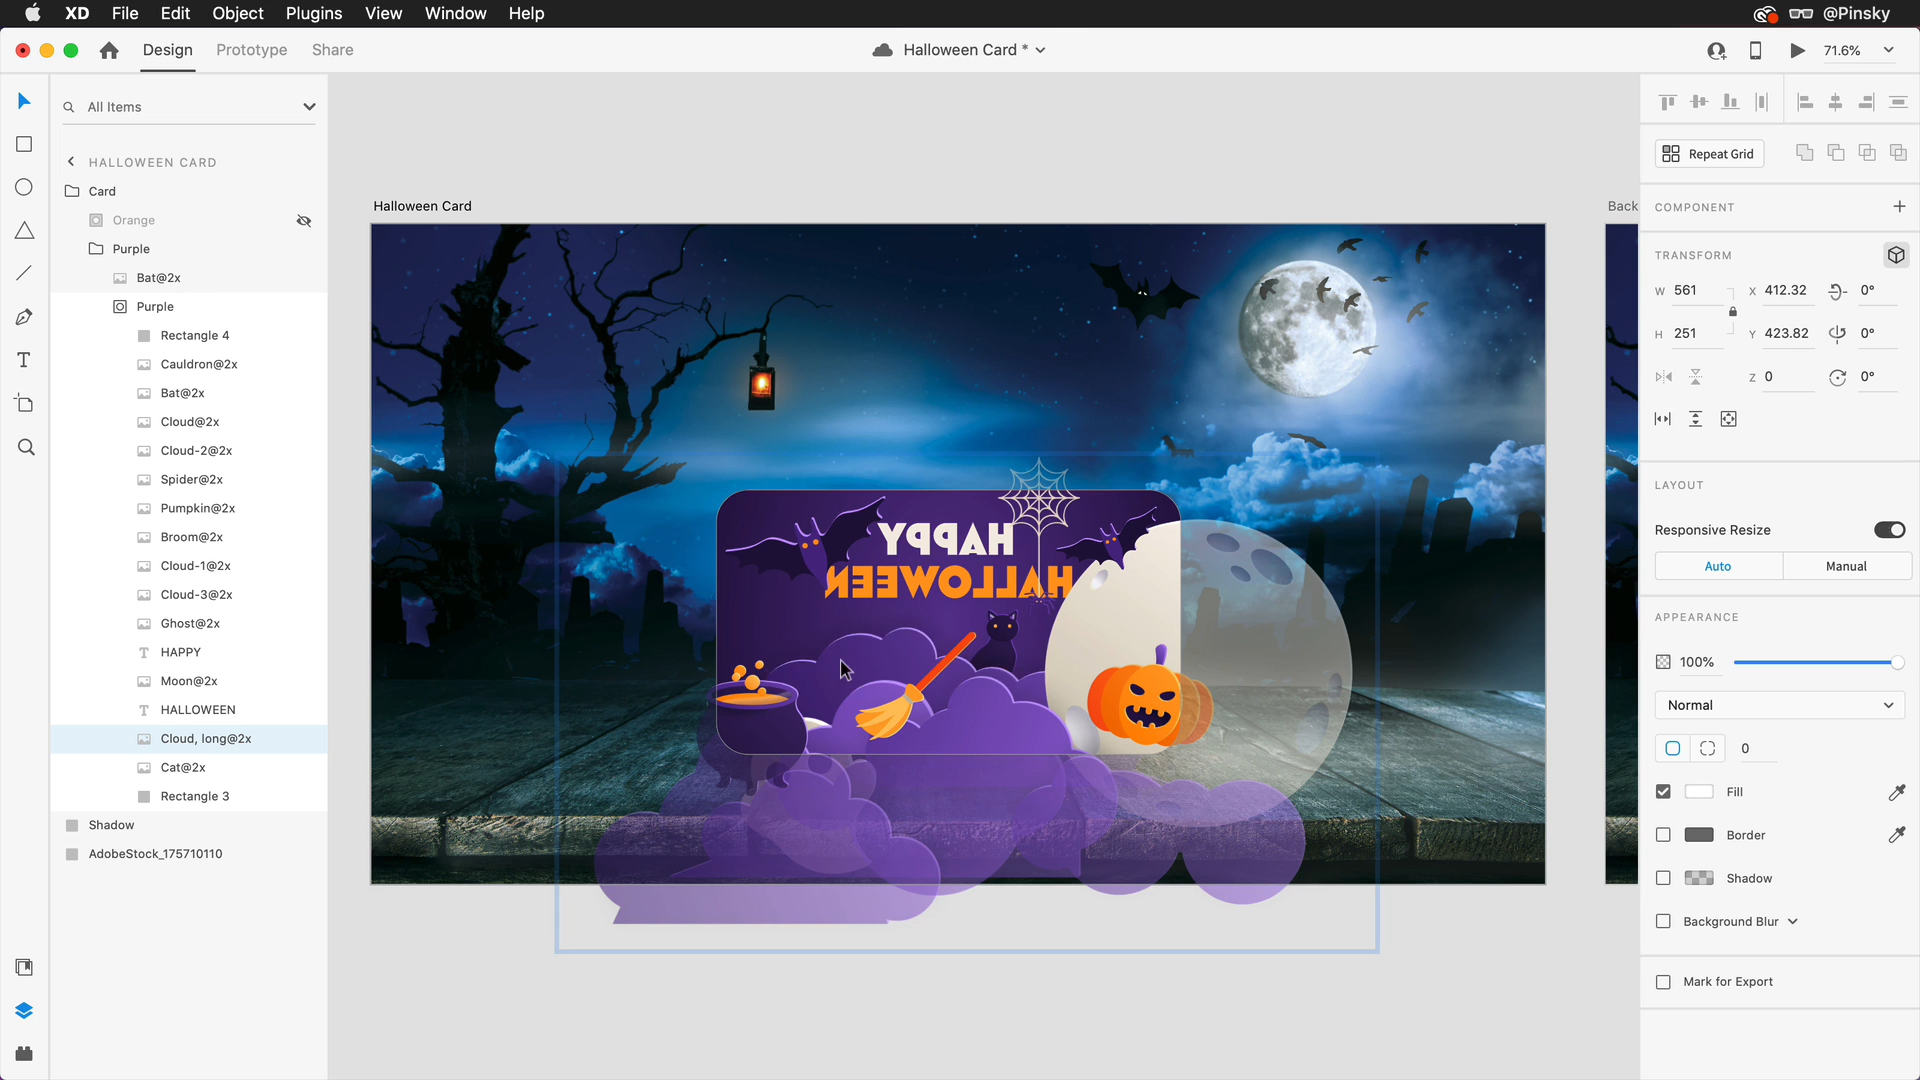 XD File Edit Object Plugins View Window Help @Pinsky
Design Prototype Share Halloween Card * 71.6%
All Items
HALLOWEEN CARD
Card
Orange
Purple
Bat@2x
Purple
Rectangle 4
Cauldron@2x
Bat@2x
Cloud@2x
Cloud-2@2x
Spider@2x
Pumpkin@2x
Broom@2x
Cloud-1@2x
Cloud-3@2x
Ghost@2x
HAPPY
Moon@2x
HALLOWEEN
Cloud, long@2x
Cat@2x
Rectangle 3
Shadow
AdobeStock_175710110
Halloween Card
Back
HAPPY
HALLOWEEN
Repeat Grid
COMPONENT
TRANSFORM
W 561 X 412.32 0°
H 251 Y 423.82 0°
Z 0 0°
LAYOUT
Responsive Resize
Auto Manual
APPEARANCE
100%
Normal
0
Fill
Border
Shadow
Background Blur
Mark for Export